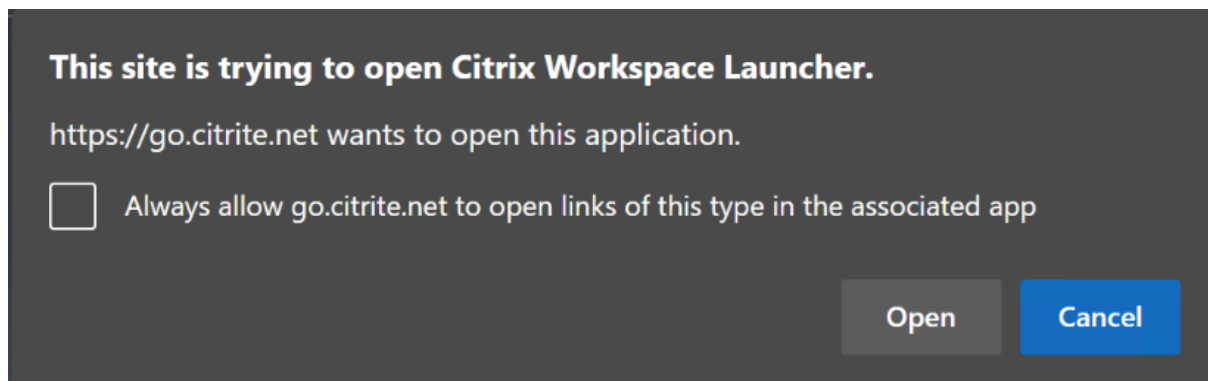 This site is trying to open Citrix Workspace Launcher.
https://go.citrite.net wants to open this application.
Always allow go.citrite.net to open links of this type in the associated app
Open Cancel